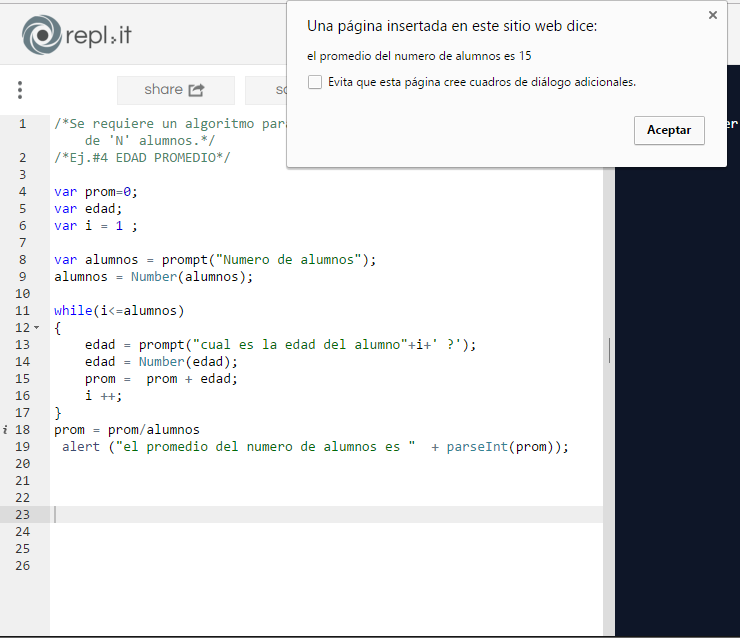 repl.it
Una página insertada en este sitio web dice:
el promedio del numero de alumnos es 15
Evita que esta página cree cuadros de diálogo adicionales.
Aceptar
share
1 /*Se requiere un algoritmo
de 'N' alumnos.*/
2 /*Ej.#4 EDAD PROMEDIO*/
3
4 var prom=0;
5 var edad;
6 var i = 1 ;
7
8 var alumnos = prompt("Numero de alumnos");
9 alumnos = Number(alumnos);
10
11 while(i<=alumnos)
12 {
13 edad = prompt("cual es la edad del alumno"+i+' ?');
14 edad = Number(edad);
15 prom =  prom + edad;
16 i ++;
17 }
i 18 prom = prom/alumnos
19 alert ("el promedio del numero de alumnos es "  + parseInt(prom));
20
21
22
23
24
25
26